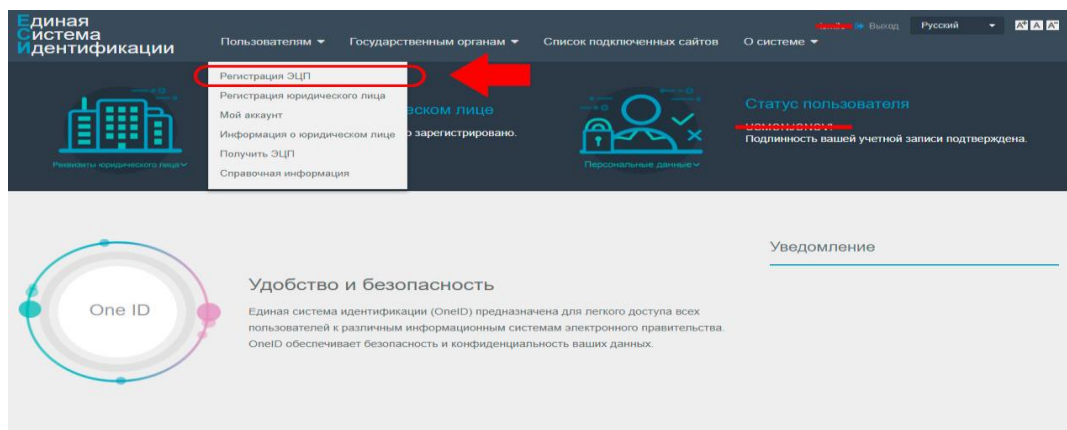 Единая
Система
Идентификации
Пользователям
Государственным органам
Список подключенных сайтов
О системе
Выход
Русский
A+ A A-
Регистрация ЭЦП
Регистрация юридического лица
Мой аккаунт
Информация о юридическом лице
Получить ЭЦП
Справочная информация
Реквизиты юридического лица
ческом лице
о зарегистрировано.
Персональные данные
Статус пользователя
Подлинность вашей учетной записи подтверждена.
One ID
Удобство и безопасность
Единая система идентификации (OneID) предназначена для легкого доступа всех
пользователей к различным информационным системам электронного правительства.
OneID обеспечивает безопасность и конфиденциальность ваших данных.
Уведомление